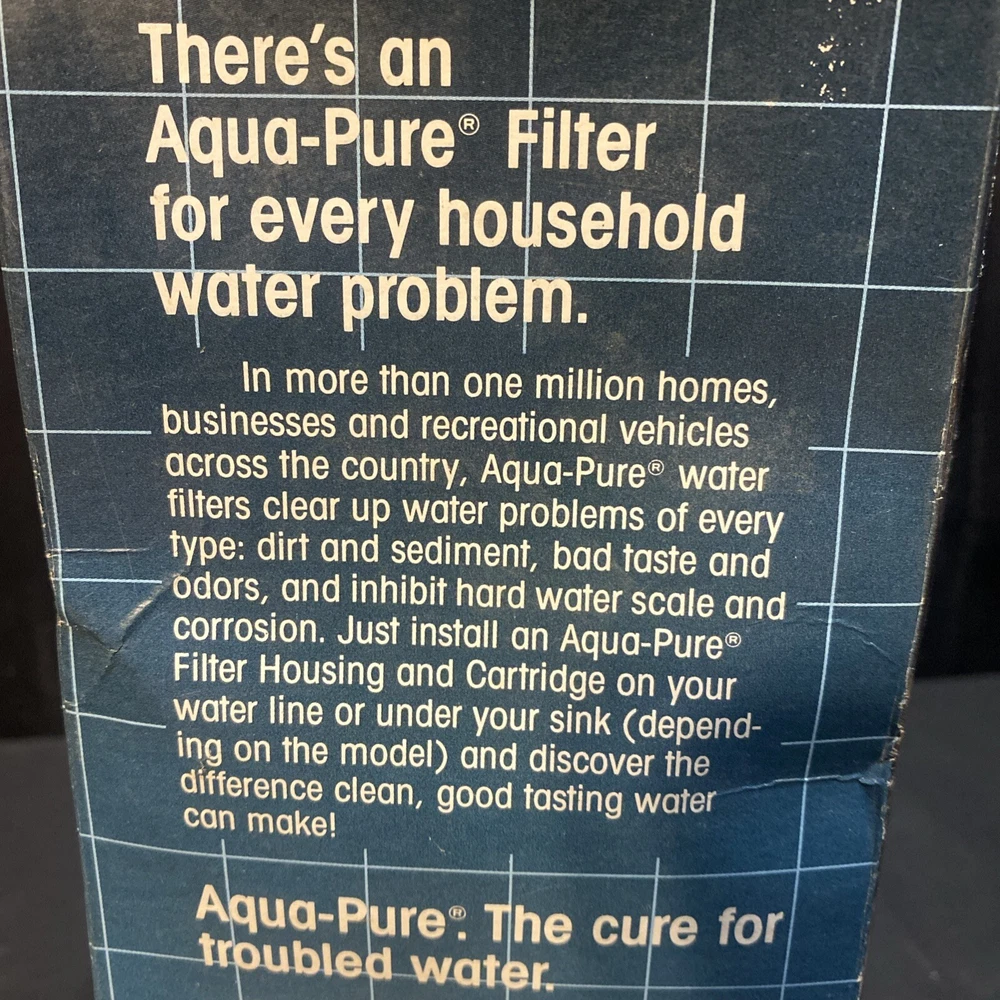 There's an
Aqua-Pure® Filter
for every household
water problem.
In more than one million homes,
businesses and recreational vehicles
across the country, Aqua-Pure® water
filters clear up water problems of every
type: dirt and sediment, bad taste and
odors, and inhibit hard water scale and
corrosion. Just install an Aqua-Pure®
Filter Housing and Cartridge on your
water line or under your sink (depend-
ing on the model) and discover the
difference clean, good tasting water
can make!
Aqua-Pure®. The cure for
troubled water.